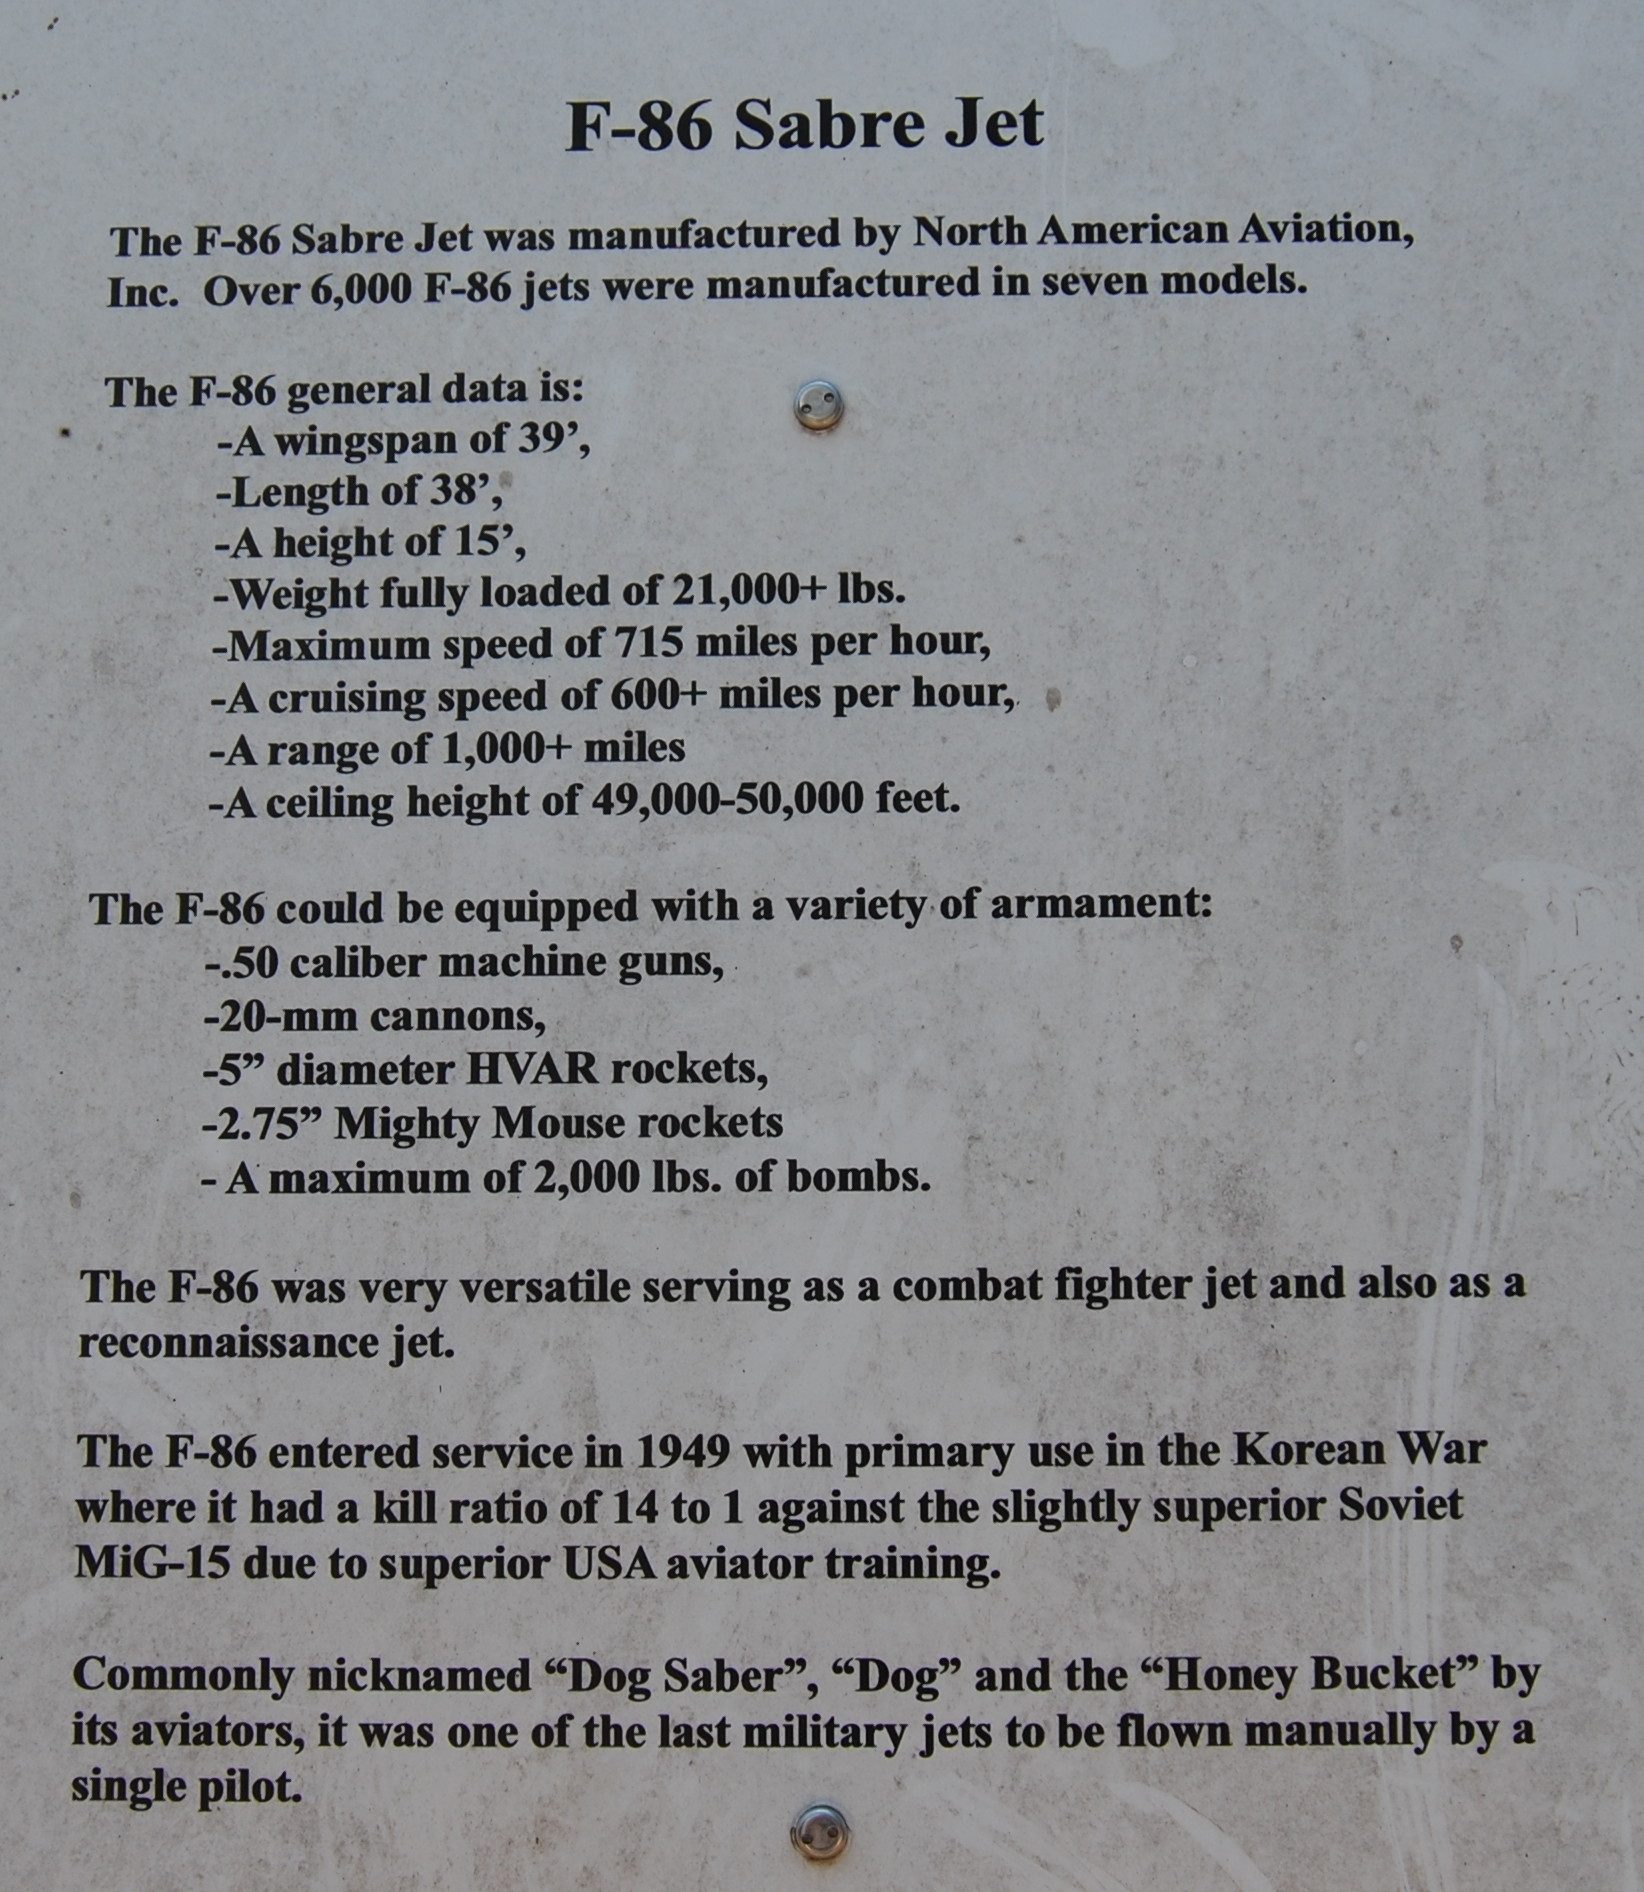 F-86 Sabre Jet
The F-86 Sabre Jet was manufactured by North American Aviation,
Inc.  Over 6,000 F-86 jets were manufactured in seven models.
The F-86 general data is:
-A wingspan of 39’,
-Length of 38’,
-A height of 15’,
-Weight fully loaded of 21,000+ lbs.
-Maximum speed of 715 miles per hour,
-A cruising speed of 600+ miles per hour,
-A range of 1,000+ miles
-A ceiling height of 49,000-50,000 feet.
The F-86 could be equipped with a variety of armament:
-.50 caliber machine guns,
-20-mm cannons,
-5” diameter HVAR rockets,
-2.75” Mighty Mouse rockets
- A maximum of 2,000 lbs. of bombs.
The F-86 was very versatile serving as a combat fighter jet and also as a
reconnaissance jet.
The F-86 entered service in 1949 with primary use in the Korean War
where it had a kill ratio of 14 to 1 against the slightly superior Soviet
MiG-15 due to superior USA aviator training.
Commonly nicknamed “Dog Saber”, “Dog” and the “Honey Bucket” by
its aviators, it was one of the last military jets to be flown manually by a
single pilot.